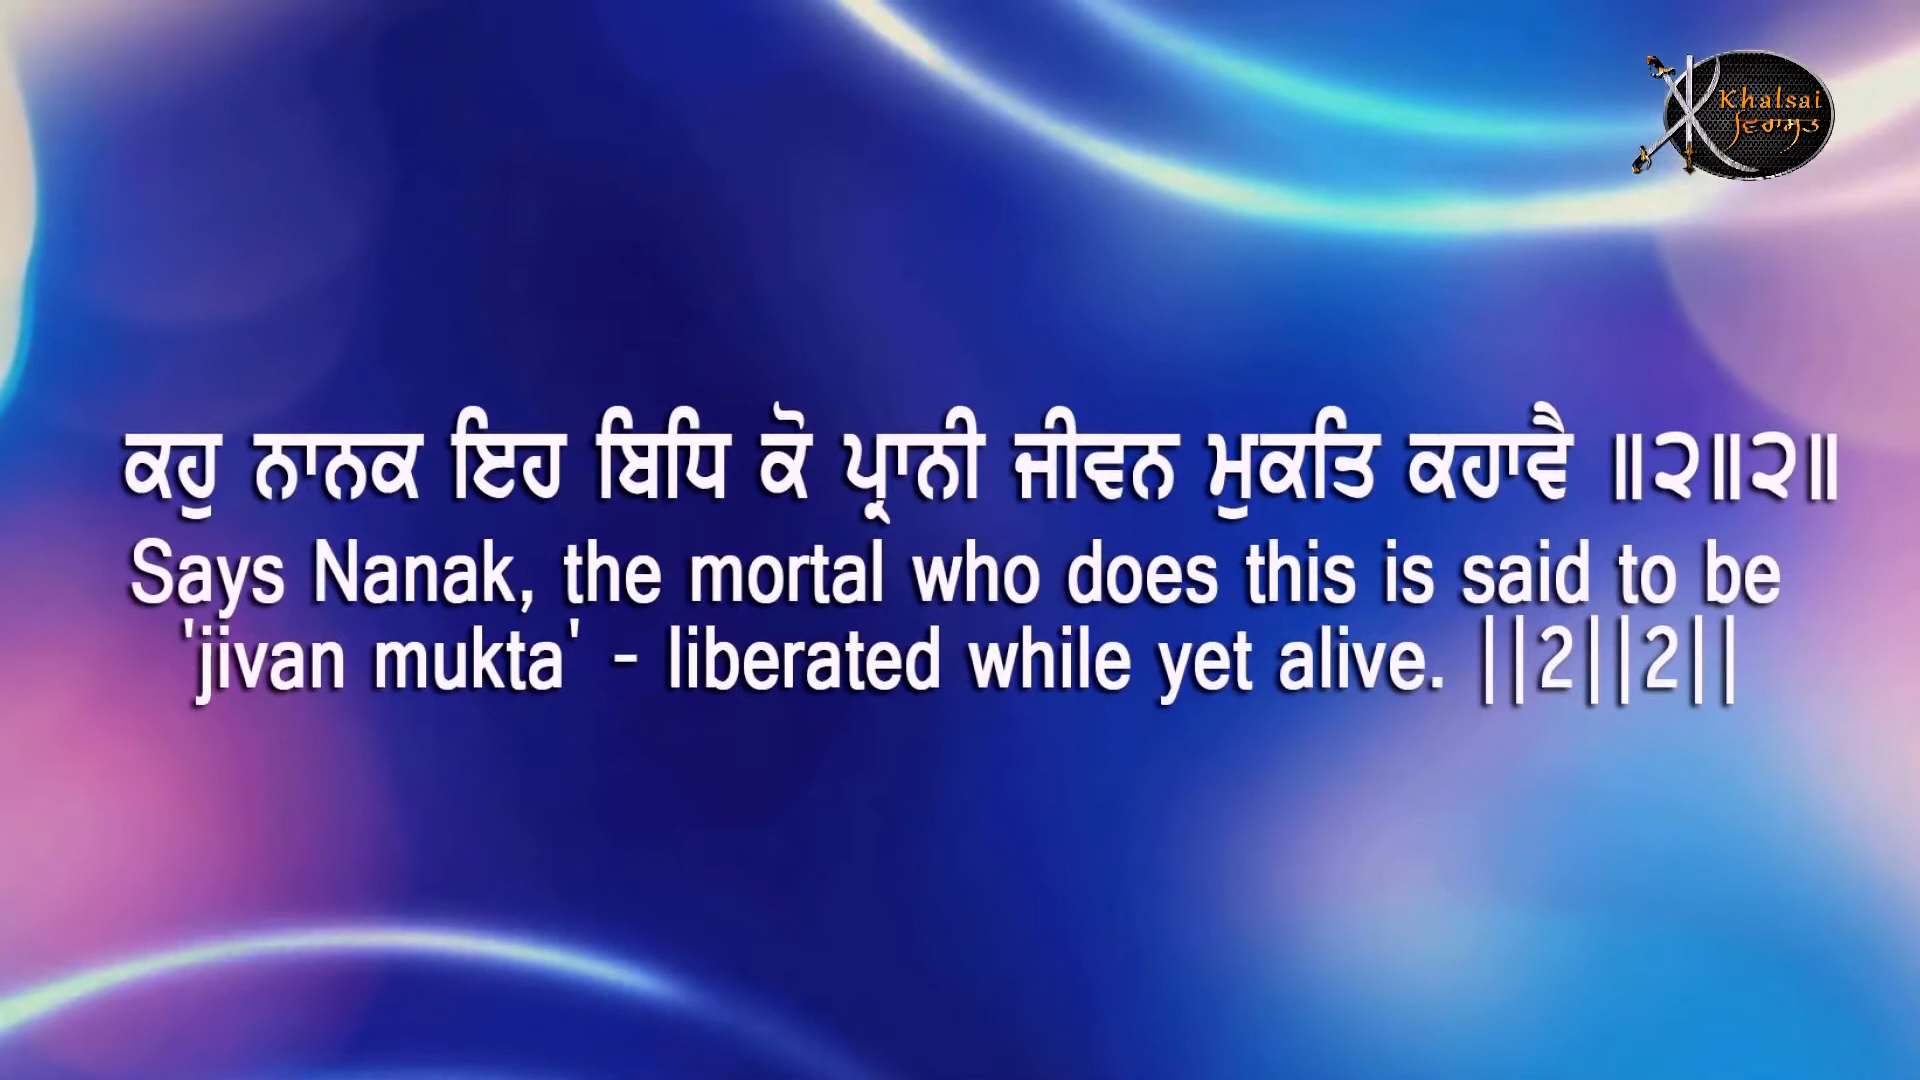 Khalsai
ਵਿਰਾਸਤ
ਕਹੁ ਨਾਨਕ ਇਹ ਬਿਧਿ ਕੋ ਪ੍ਰਾਨੀ ਜੀਵਨ ਮੁਕਤਿ ਕਹਾਵੈ ॥੨॥੨॥
Says Nanak, the mortal who does this is said to be
'jivan mukta' - liberated while yet alive. ||2||2||